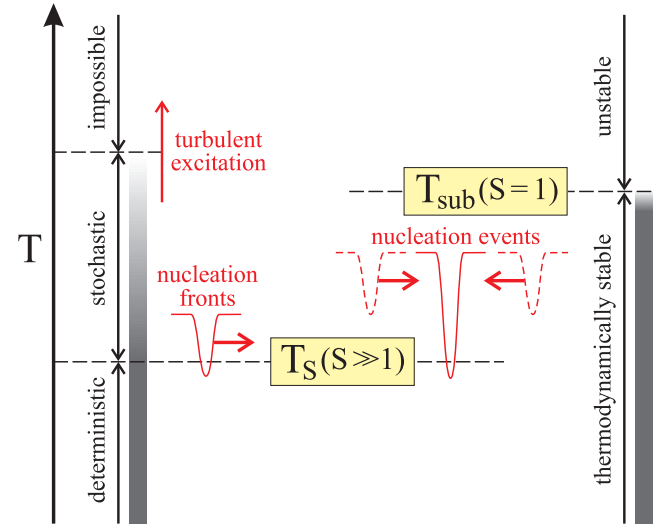 T
impossible
stochastic
deterministic
turbulent
excitation
nucleation
fronts
T_S (S≫1)
T_sub (S=1)
nucleation events
unstable
thermodynamically stable